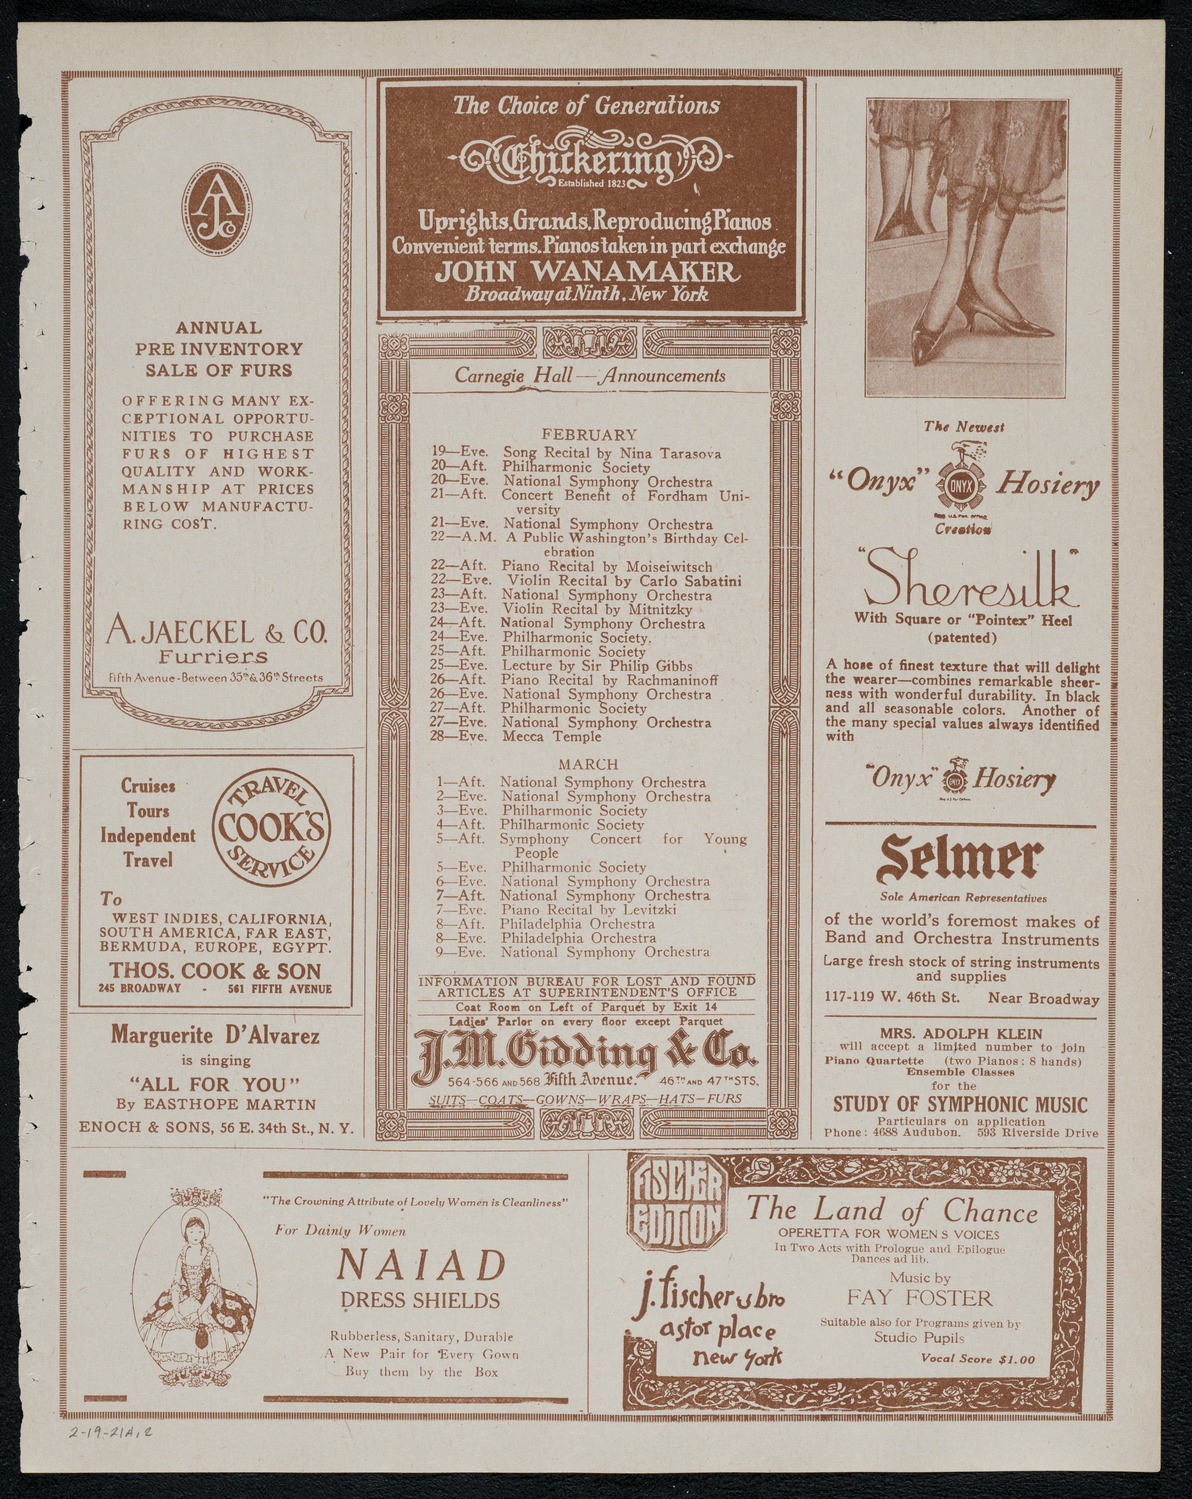 AJCo
ANNUAL
PRE INVENTORY
SALE OF FURS
OFFERING MANY EX-
CEPTIONAL OPPORTU-
NITIES TO PURCHASE
FURS OF HIGHEST
QUALITY AND WORK-
MANSHIP AT PRICES
BELOW MANUFACTU-
RING COST.
A. JAECKEL & CO.
Furriers
Fifth Avenue - Between 35th & 36th Streets
Cruises
Tours
Independent
Travel
TRAVEL
COOK'S
SERVICE
To
WEST INDIES, CALIFORNIA,
SOUTH AMERICA, FAR EAST,
BERMUDA, EUROPE, EGYPT.
THOS. COOK & SON
245 BROADWAY - 561 FIFTH AVENUE
Marguerite D'Alvarez
is singing
"ALL FOR YOU"
By EASTHOPE MARTIN
ENOCH & SONS, 56 E. 34th St., N. Y.
The Choice of Generations
Chickering
Established 1823
Uprights, Grands, Reproducing Pianos
Convenient terms. Pianos taken in part exchange
JOHN WANAMAKER
Broadway at Ninth, New York
Carnegie Hall — Announcements
FEBRUARY
19—Eve. Song Recital by Nina Tarasova
20—Aft. Philharmonic Society
20—Eve. National Symphony Orchestra
21—Aft. Concert Benefit of Fordham Uni-
versity
21—Eve. National Symphony Orchestra
22—A.M. A Public Washington's Birthday Cel-
ebration
22—Aft. Piano Recital by Moiseiwitsch
22—Eve. Violin Recital by Carlo Sabatini
23—Aft. National Symphony Orchestra
23—Eve. Violin Recital by Mitnitzky
24—Aft. National Symphony Orchestra
24—Eve. Philharmonic Society.
25—Aft. Philharmonic Society
25—Eve. Lecture by Sir Philip Gibbs
26—Aft. Piano Recital by Rachmaninoff
26—Eve. National Symphony Orchestra
27—Aft. Philharmonic Society
27—Eve. National Symphony Orchestra
28—Eve. Mecca Temple
MARCH
1—Aft. National Symphony Orchestra
2—Eve. National Symphony Orchestra
3—Eve. Philharmonic Society
4—Aft. Philharmonic Society
5—Aft. Symphony Concert for Young
People
5—Eve. Philharmonic Society
6—Eve. National Symphony Orchestra
7—Aft. National Symphony Orchestra
7—Eve. Piano Recital by Levitzki
8—Aft. Philadelphia Orchestra
8—Eve. Philadelphia Orchestra
9—Eve. National Symphony Orchestra
INFORMATION BUREAU FOR LOST AND FOUND
ARTICLES AT SUPERINTENDENT'S OFFICE
Coat Room on Left of Parquet by Exit 14
Ladies' Parlor on every floor except Parquet
J.M. Gidding & Co.
564-566 AND 568 Fifth Avenue. 46TH AND 47TH STS.
SUITS—COATS—GOWNS—WRAPS—HATS—FURS
The Newest
"Onyx" ONYX Hosiery
REG. U.S. PAT. OFFICE
Creation
"Sheresilk"
With Square or "Pointex" Heel
(patented)
A hose of finest texture that will delight
the wearer—combines remarkable sheer-
ness with wonderful durability. In black
and all seasonable colors. Another of
the many special values always identified
with
"Onyx" Hosiery
Selmer
Sole American Representatives
of the world's foremost makes of
Band and Orchestra Instruments
Large fresh stock of string instruments
and supplies
117-119 W. 46th St. Near Broadway
MRS. ADOLPH KLEIN
will accept a limited number to join
Piano Quartette (two Pianos: 8 hands)
Ensemble Classes
for the
STUDY OF SYMPHONIC MUSIC
Particulars on application
Phone: 4688 Audubon. 593 Riverside Drive
"The Crowning Attribute of Lovely Women is Cleanliness"
For Dainty Women
NAIAD
DRESS SHIELDS
Rubberless, Sanitary, Durable
A New Pair for Every Gown
Buy them by the Box
FISCHER
EDITION
The Land of Chance
OPERETTA FOR WOMEN S VOICES
In Two Acts with Prologue and Epilogue
Dances ad lib.
Music by
FAY FOSTER
Suitable also for Programs given by
Studio Pupils
Vocal Score $1.00
j. fischer & bro
astor place
new york
2-19-21A, 2